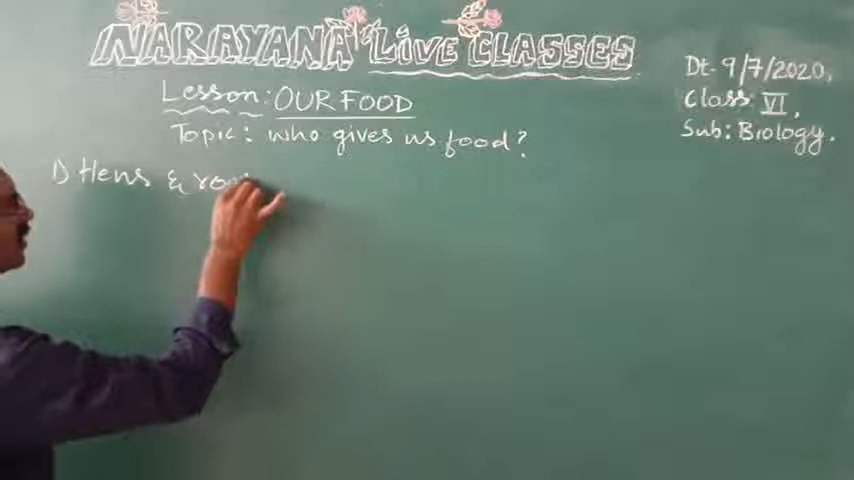 NARAYANA Live CLASSES
Dt. 9/7/2020,
Class: VI,
Sub: Biology.
Lesson: OUR FOOD
Topic: who gives us food?
1) Hens &